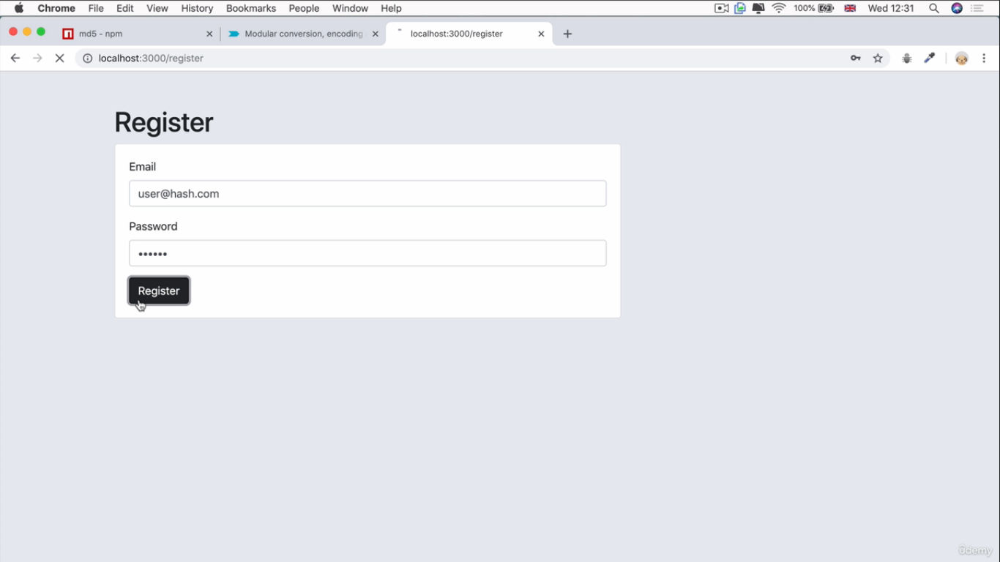 Chrome File Edit View History Bookmarks People Window Help 100% Wed 12:31
md5 - npm Modular conversion, encoding localhost:3000/register
localhost:3000/register
Register
Email
user@hash.com
Password
••••••
Register
ûdemy